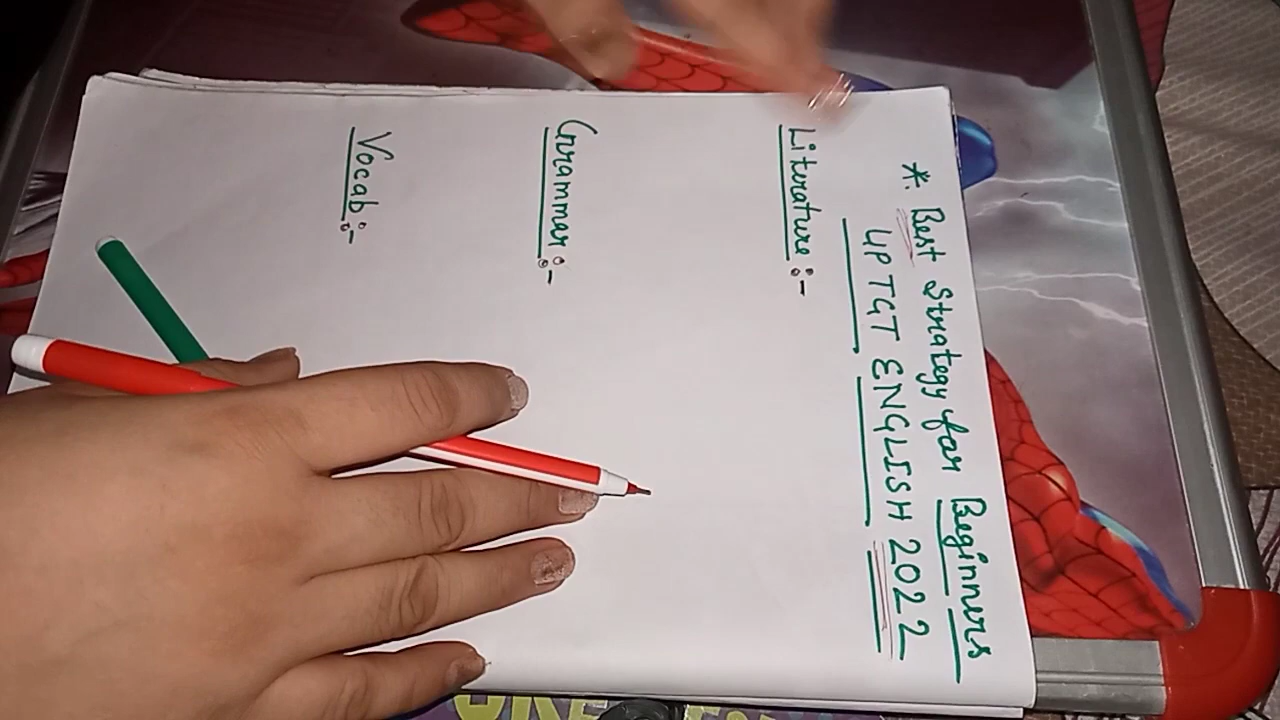 *. Best Strategy for Beginners
UP TGT ENGLISH 2022
Literature :-
Grammer :-
Vocab :-